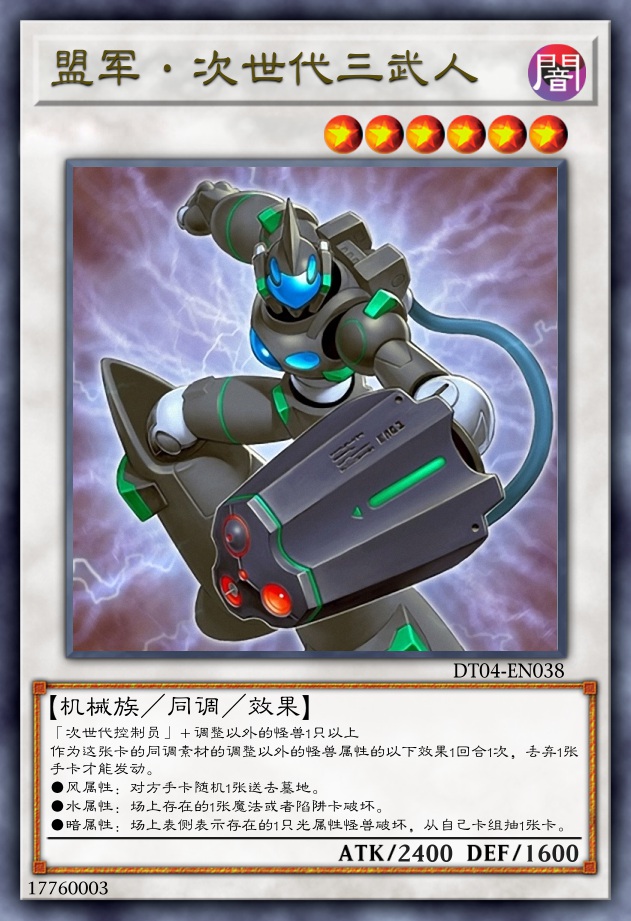 盟军·次世代三武人
闇
DT04-EN038
【机械族／同调／效果】
「次世代控制员」＋调整以外的怪兽1只以上
作为这张卡的同调素材的调整以外的怪兽属性的以下效果1回合1次，丢弃1张
手卡才能发动。
●风属性：对方手卡随机1张送去墓地。
●水属性：场上存在的1张魔法或者陷阱卡破坏。
●暗属性：场上表侧表示存在的1只光属性怪兽破坏，从自己卡组抽1张卡。
ATK/2400 DEF/1600
17760003